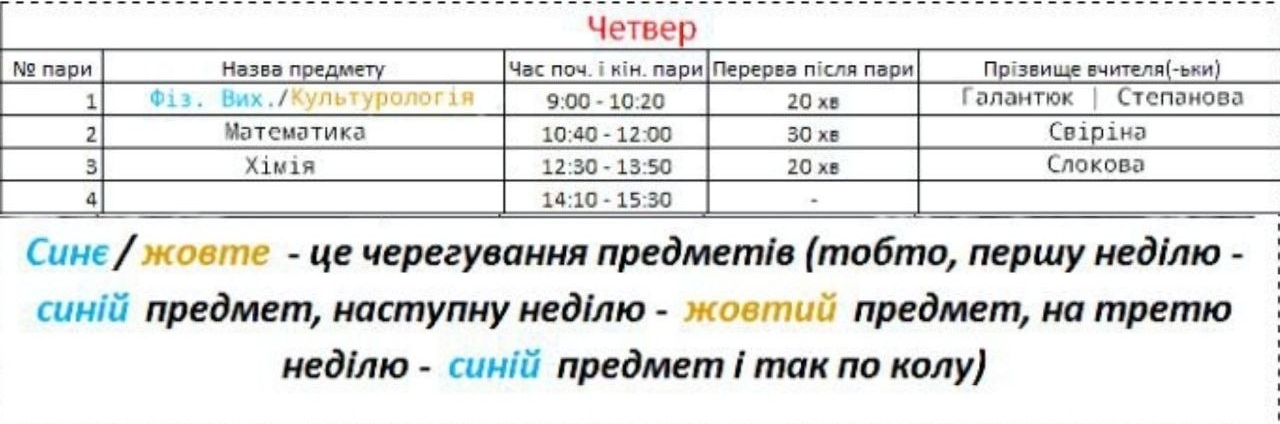 Четвер
№ пари Назва предмету Час поч. і кін. пари Перерва після пари Прізвище вчителя(-ьки)
1 Фіз. Вих./Культурологія 9:00 - 10:20 20 хв Галантюк | Степанова
2 Математика 10:40 - 12:00 30 хв Свіріна
3 Хімія 12:30 - 13:50 20 хв Слокова
4 14:10 - 15:30 -
Синє / жовте - це черегування предметів (тобто, першу неділю -
синій предмет, наступну неділю - жовтий предмет, на третю
неділю - синій предмет і так по колу)